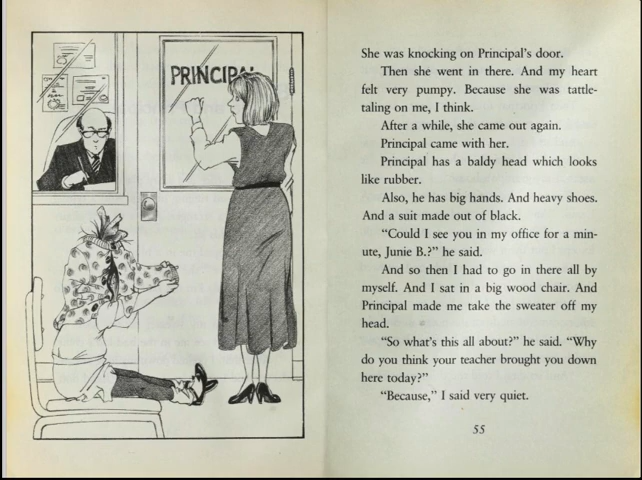 PRINCIPAL
She was knocking on Principal's door.
Then she went in there. And my heart
felt very pumpy. Because she was tattle-
taling on me, I think.
After a while, she came out again.
Principal came with her.
Principal has a baldy head which looks
like rubber.
Also, he has big hands. And heavy shoes.
And a suit made out of black.
"Could I see you in my office for a min-
ute, Junie B.?" he said.
And so then I had to go in there all by
myself. And I sat in a big wood chair. And
Principal made me take the sweater off my
head.
"So what's this all about?" he said. "Why
do you think your teacher brought you down
here today?"
"Because," I said very quiet.
55